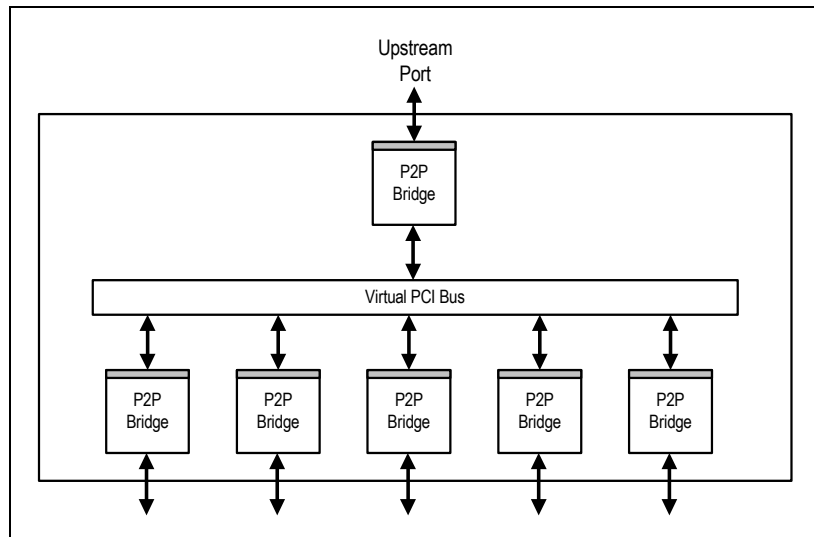 Upstream
Port
P2P
Bridge
Virtual PCI Bus
P2P
Bridge
P2P
Bridge
P2P
Bridge
P2P
Bridge
P2P
Bridge